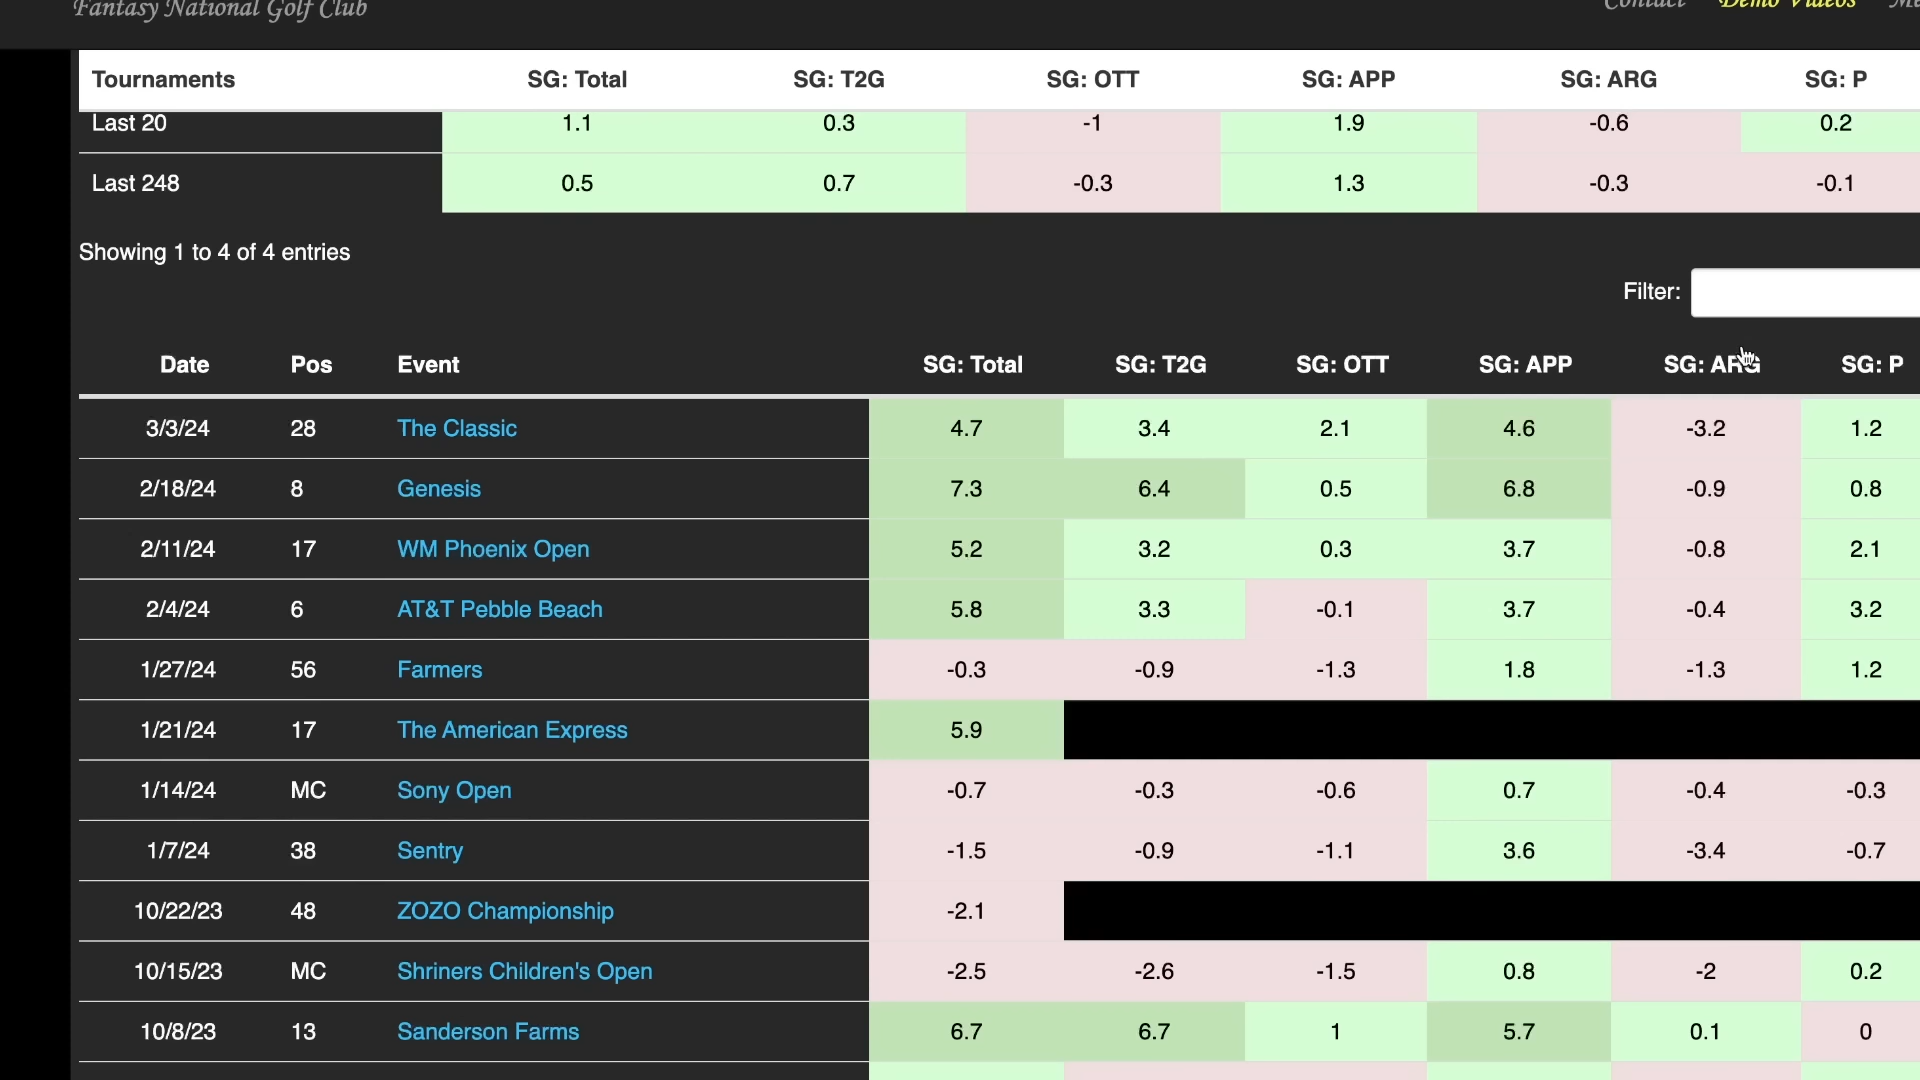 Fantasy National Golf Club Contact Demo Videos
Tournaments SG: Total SG: T2G SG: OTT SG: APP SG: ARG SG: P
Last 20 1.1 0.3 -1 1.9 -0.6 0.2
Last 248 0.5 0.7 -0.3 1.3 -0.3 -0.1
Showing 1 to 4 of 4 entries
Filter:
Date Pos Event SG: Total SG: T2G SG: OTT SG: APP SG: ARG SG: P
3/3/24 28 The Classic 4.7 3.4 2.1 4.6 -3.2 1.2
2/18/24 8 Genesis 7.3 6.4 0.5 6.8 -0.9 0.8
2/11/24 17 WM Phoenix Open 5.2 3.2 0.3 3.7 -0.8 2.1
2/4/24 6 AT&T Pebble Beach 5.8 3.3 -0.1 3.7 -0.4 3.2
1/27/24 56 Farmers -0.3 -0.9 -1.3 1.8 -1.3 1.2
1/21/24 17 The American Express 5.9
1/14/24 MC Sony Open -0.7 -0.3 -0.6 0.7 -0.4 -0.3
1/7/24 38 Sentry -1.5 -0.9 -1.1 3.6 -3.4 -0.7
10/22/23 48 ZOZO Championship -2.1
10/15/23 MC Shriners Children's Open -2.5 -2.6 -1.5 0.8 -2 0.2
10/8/23 13 Sanderson Farms 6.7 6.7 1 5.7 0.1 0